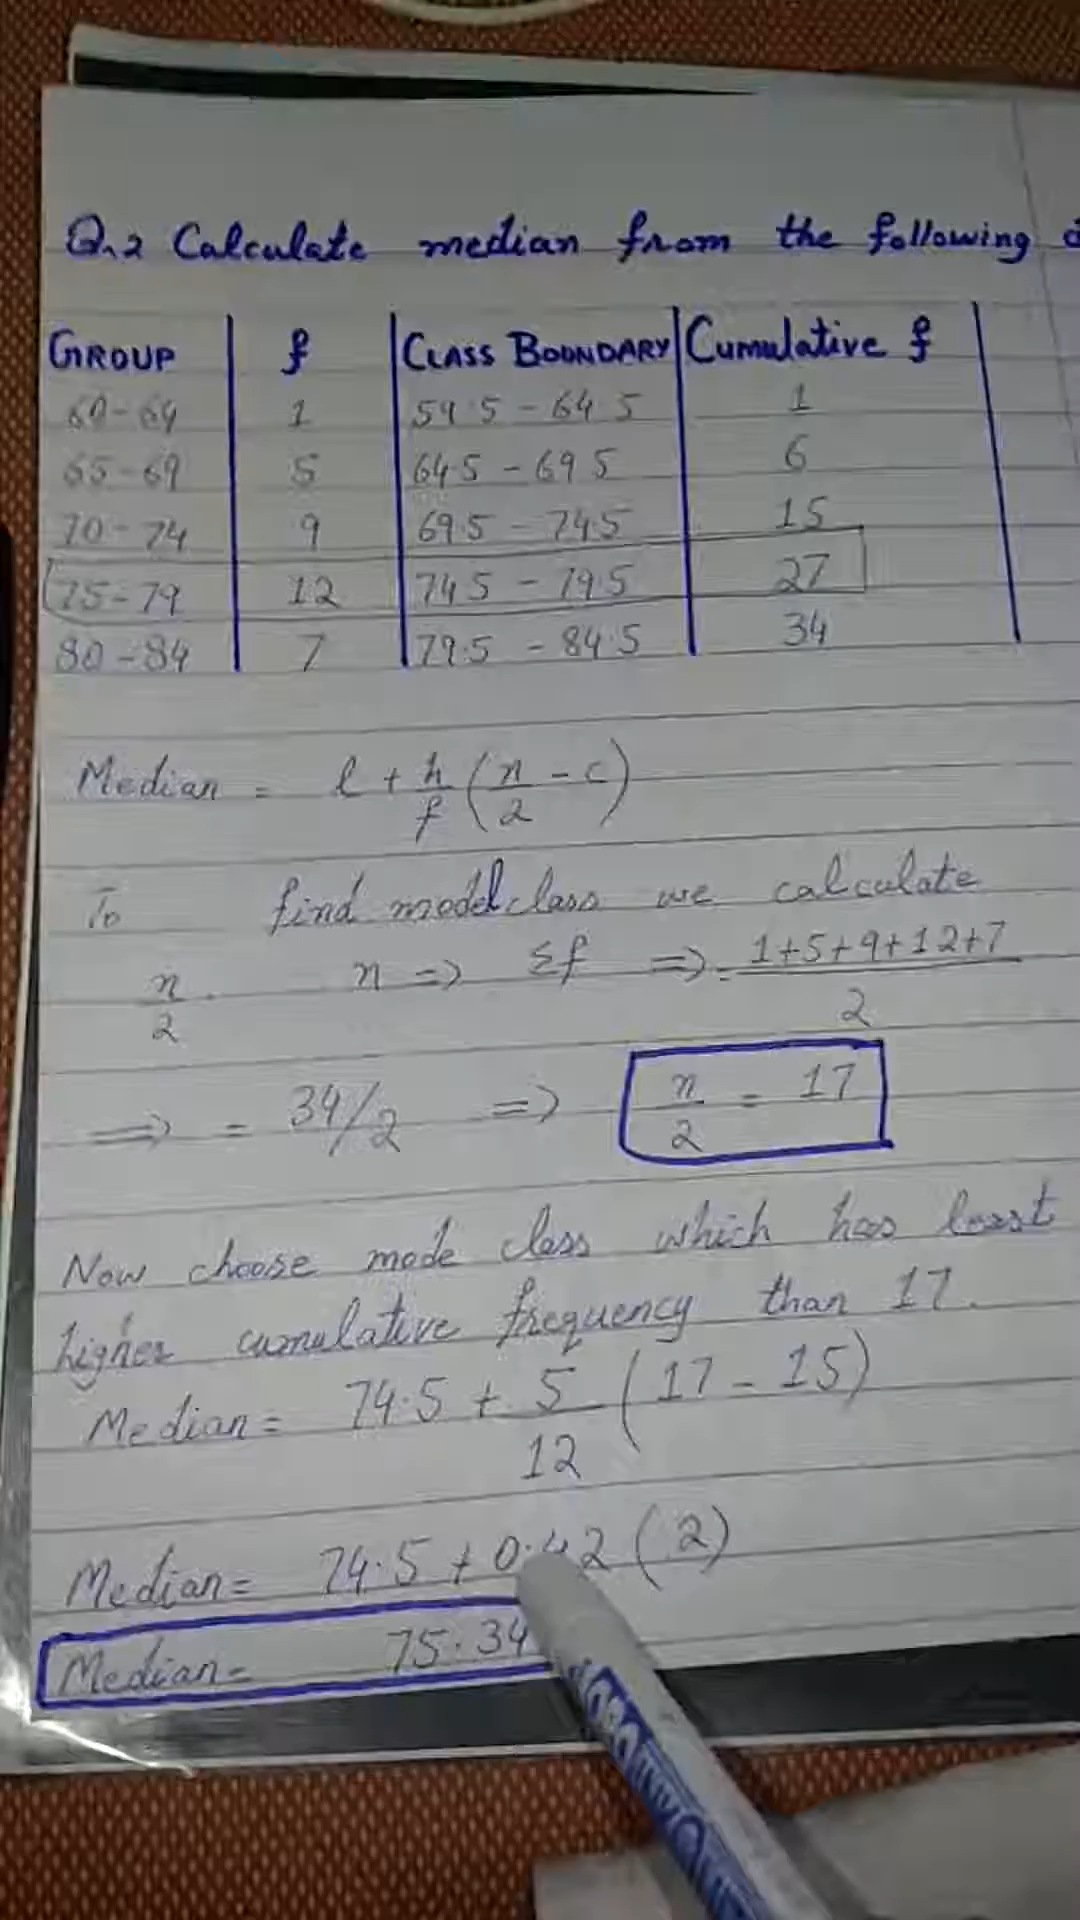 Q.2 Calculate median from the following
GROUP f CLASS BOUNDARY Cumulative f
60-64 1 59.5 - 64.5 1
65-69 5 64.5 - 69.5 6
70-74 9 69.5 - 74.5 15
75-79 12 74.5 - 79.5 27
80-84 7 79.5 - 84.5 34
Median = l + h/f (n/2 - c)
To find model class we calculate
n/2 n => Σf => = 1+5+9+12+7 / 2
=> = 34/2 => n/2 = 17
Now choose mode class which has least
higher cumulative frequency than 17.
Median = 74.5 + 5/12 (17 - 15)
Median = 74.5 + 0.42 (2)
Median = 75.34